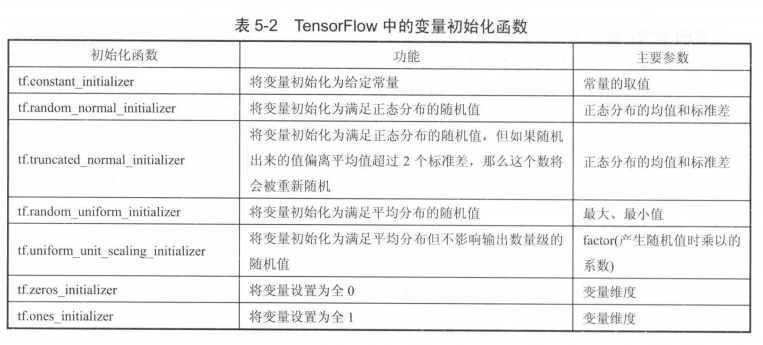 表 5-2 TensorFlow 中的变量初始化函数
初始化函数 功能 主要参数
tf.constant_initializer 将变量初始化为给定常量 常量的取值
tf.random_normal_initializer 将变量初始化为满足正态分布的随机值 正态分布的均值和标准差
tf.truncated_normal_initializer 将变量初始化为满足正态分布的随机值，但如果随机
出来的值偏离平均值超过 2 个标准差，那么这个数将
会被重新随机
正态分布的均值和标准差
tf.random_uniform_initializer 将变量初始化为满足平均分布的随机值 最大、最小值
tf.uniform_unit_scaling_initializer 将变量初始化为满足平均分布但不影响输出数量级的
随机值
factor(产生随机值时乘以的
系数)
tf.zeros_initializer 将变量设置为全 0 变量维度
tf.ones_initializer 将变量设置为全 1 变量维度